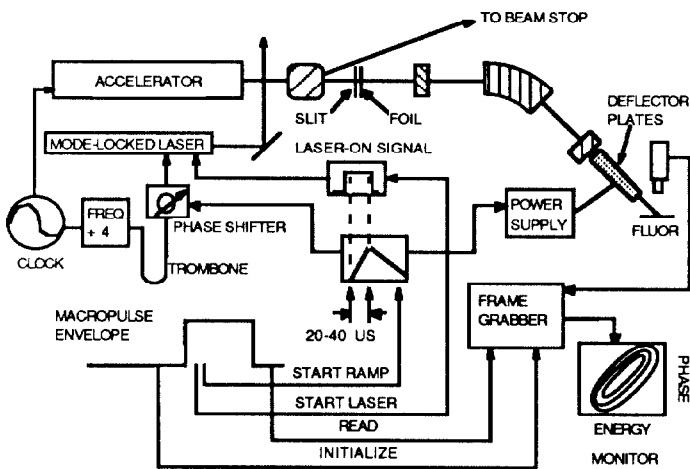 TO BEAM STOP
ACCELERATOR
SLIT
FOIL
DEFLECTOR
PLATES
MODE-LOCKED LASER
LASER-ON SIGNAL
FREQ
+ 4
PHASE SHIFTER
POWER
SUPPLY
FLUOR
CLOCK
TROMBONE
MACROPULSE
ENVELOPE
20-40 US
FRAME
GRABBER
START RAMP
START LASER
READ
INITIALIZE
PHASE
ENERGY
MONITOR